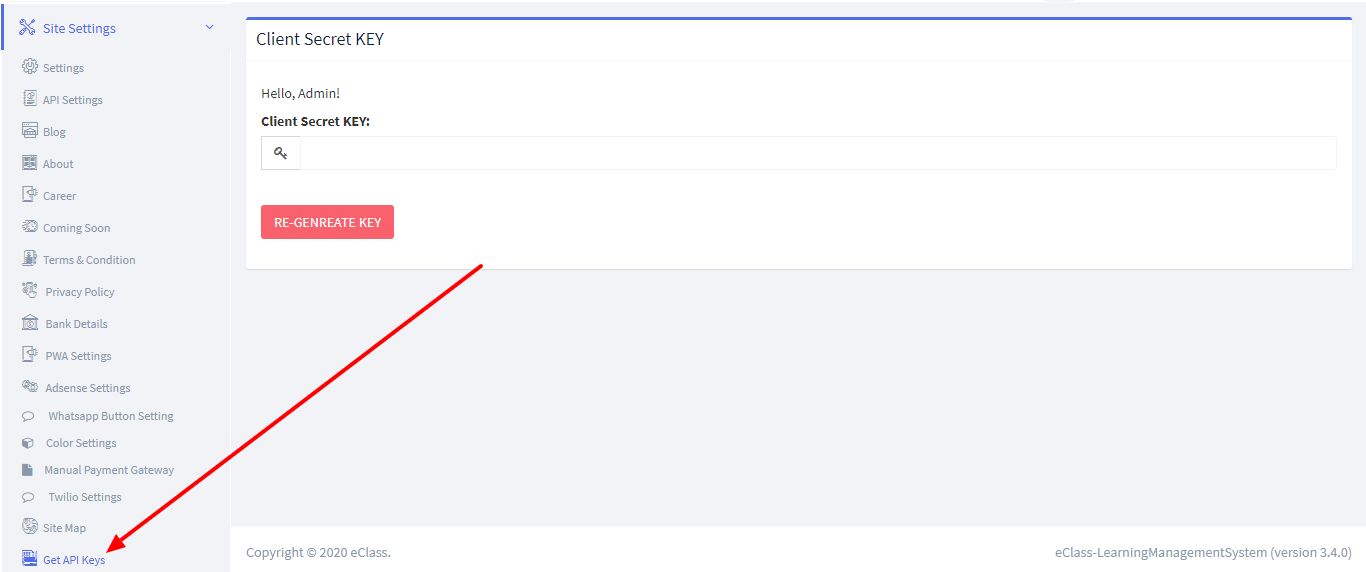 Site Settings
Settings
API Settings
Blog
About
Career
Coming Soon
Terms & Condition
Privacy Policy
Bank Details
PWA Settings
Adsense Settings
Whatsapp Button Setting
Color Settings
Manual Payment Gateway
Twilio Settings
Site Map
Get API Keys
Client Secret KEY
Hello, Admin!
Client Secret KEY:
RE-GENREATE KEY
Copyright © 2020 eClass.
eClass-LearningManagementSystem (version 3.4.0)